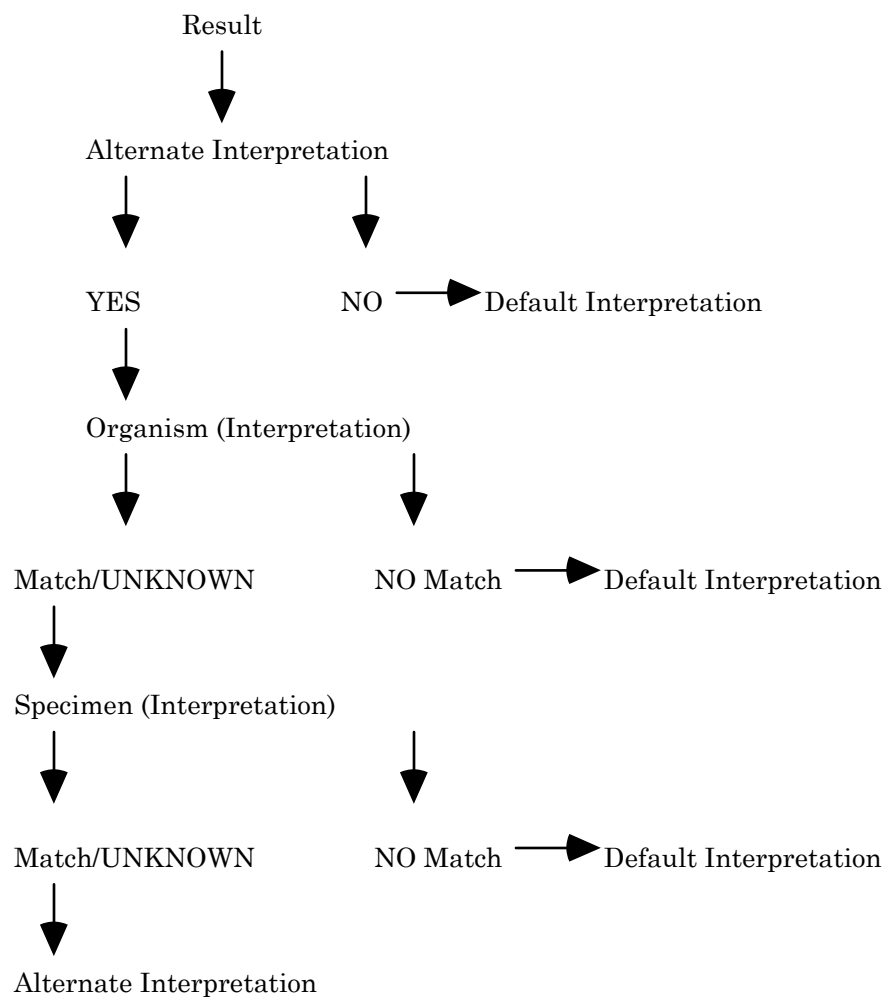 Result
Alternate Interpretation
YES NO Default Interpretation
Organism (Interpretation)
Match/UNKNOWN NO Match Default Interpretation
Specimen (Interpretation)
Match/UNKNOWN NO Match Default Interpretation
Alternate Interpretation